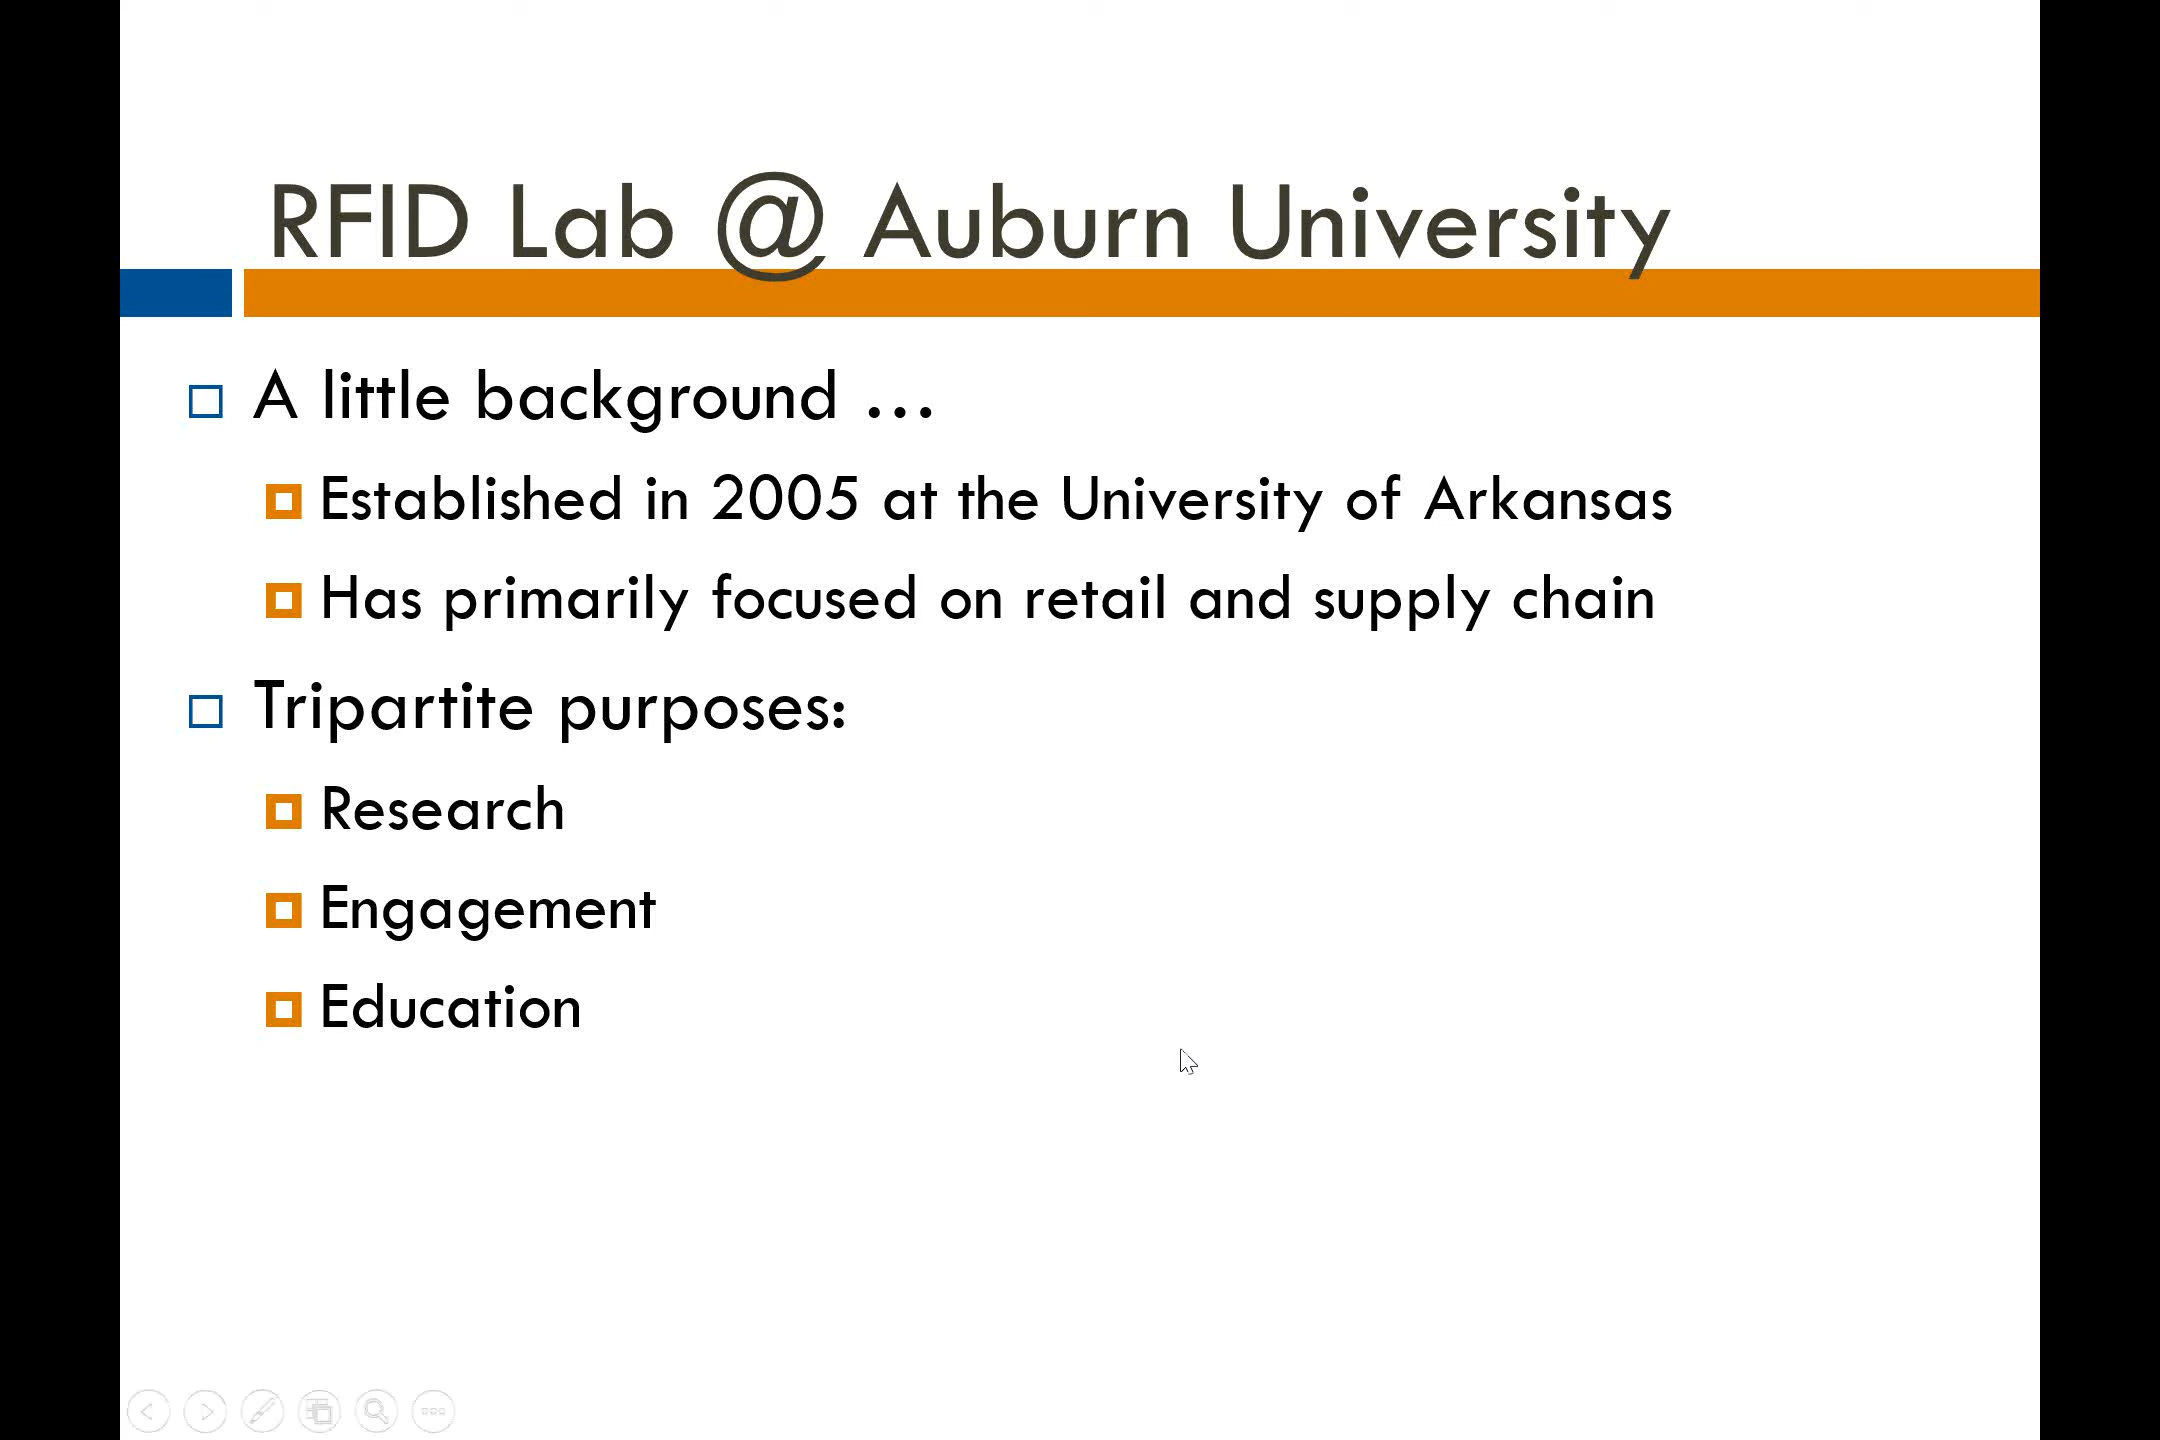 RFID Lab @ Auburn University
A little background …
Established in 2005 at the University of Arkansas
Has primarily focused on retail and supply chain
Tripartite purposes:
Research
Engagement
Education